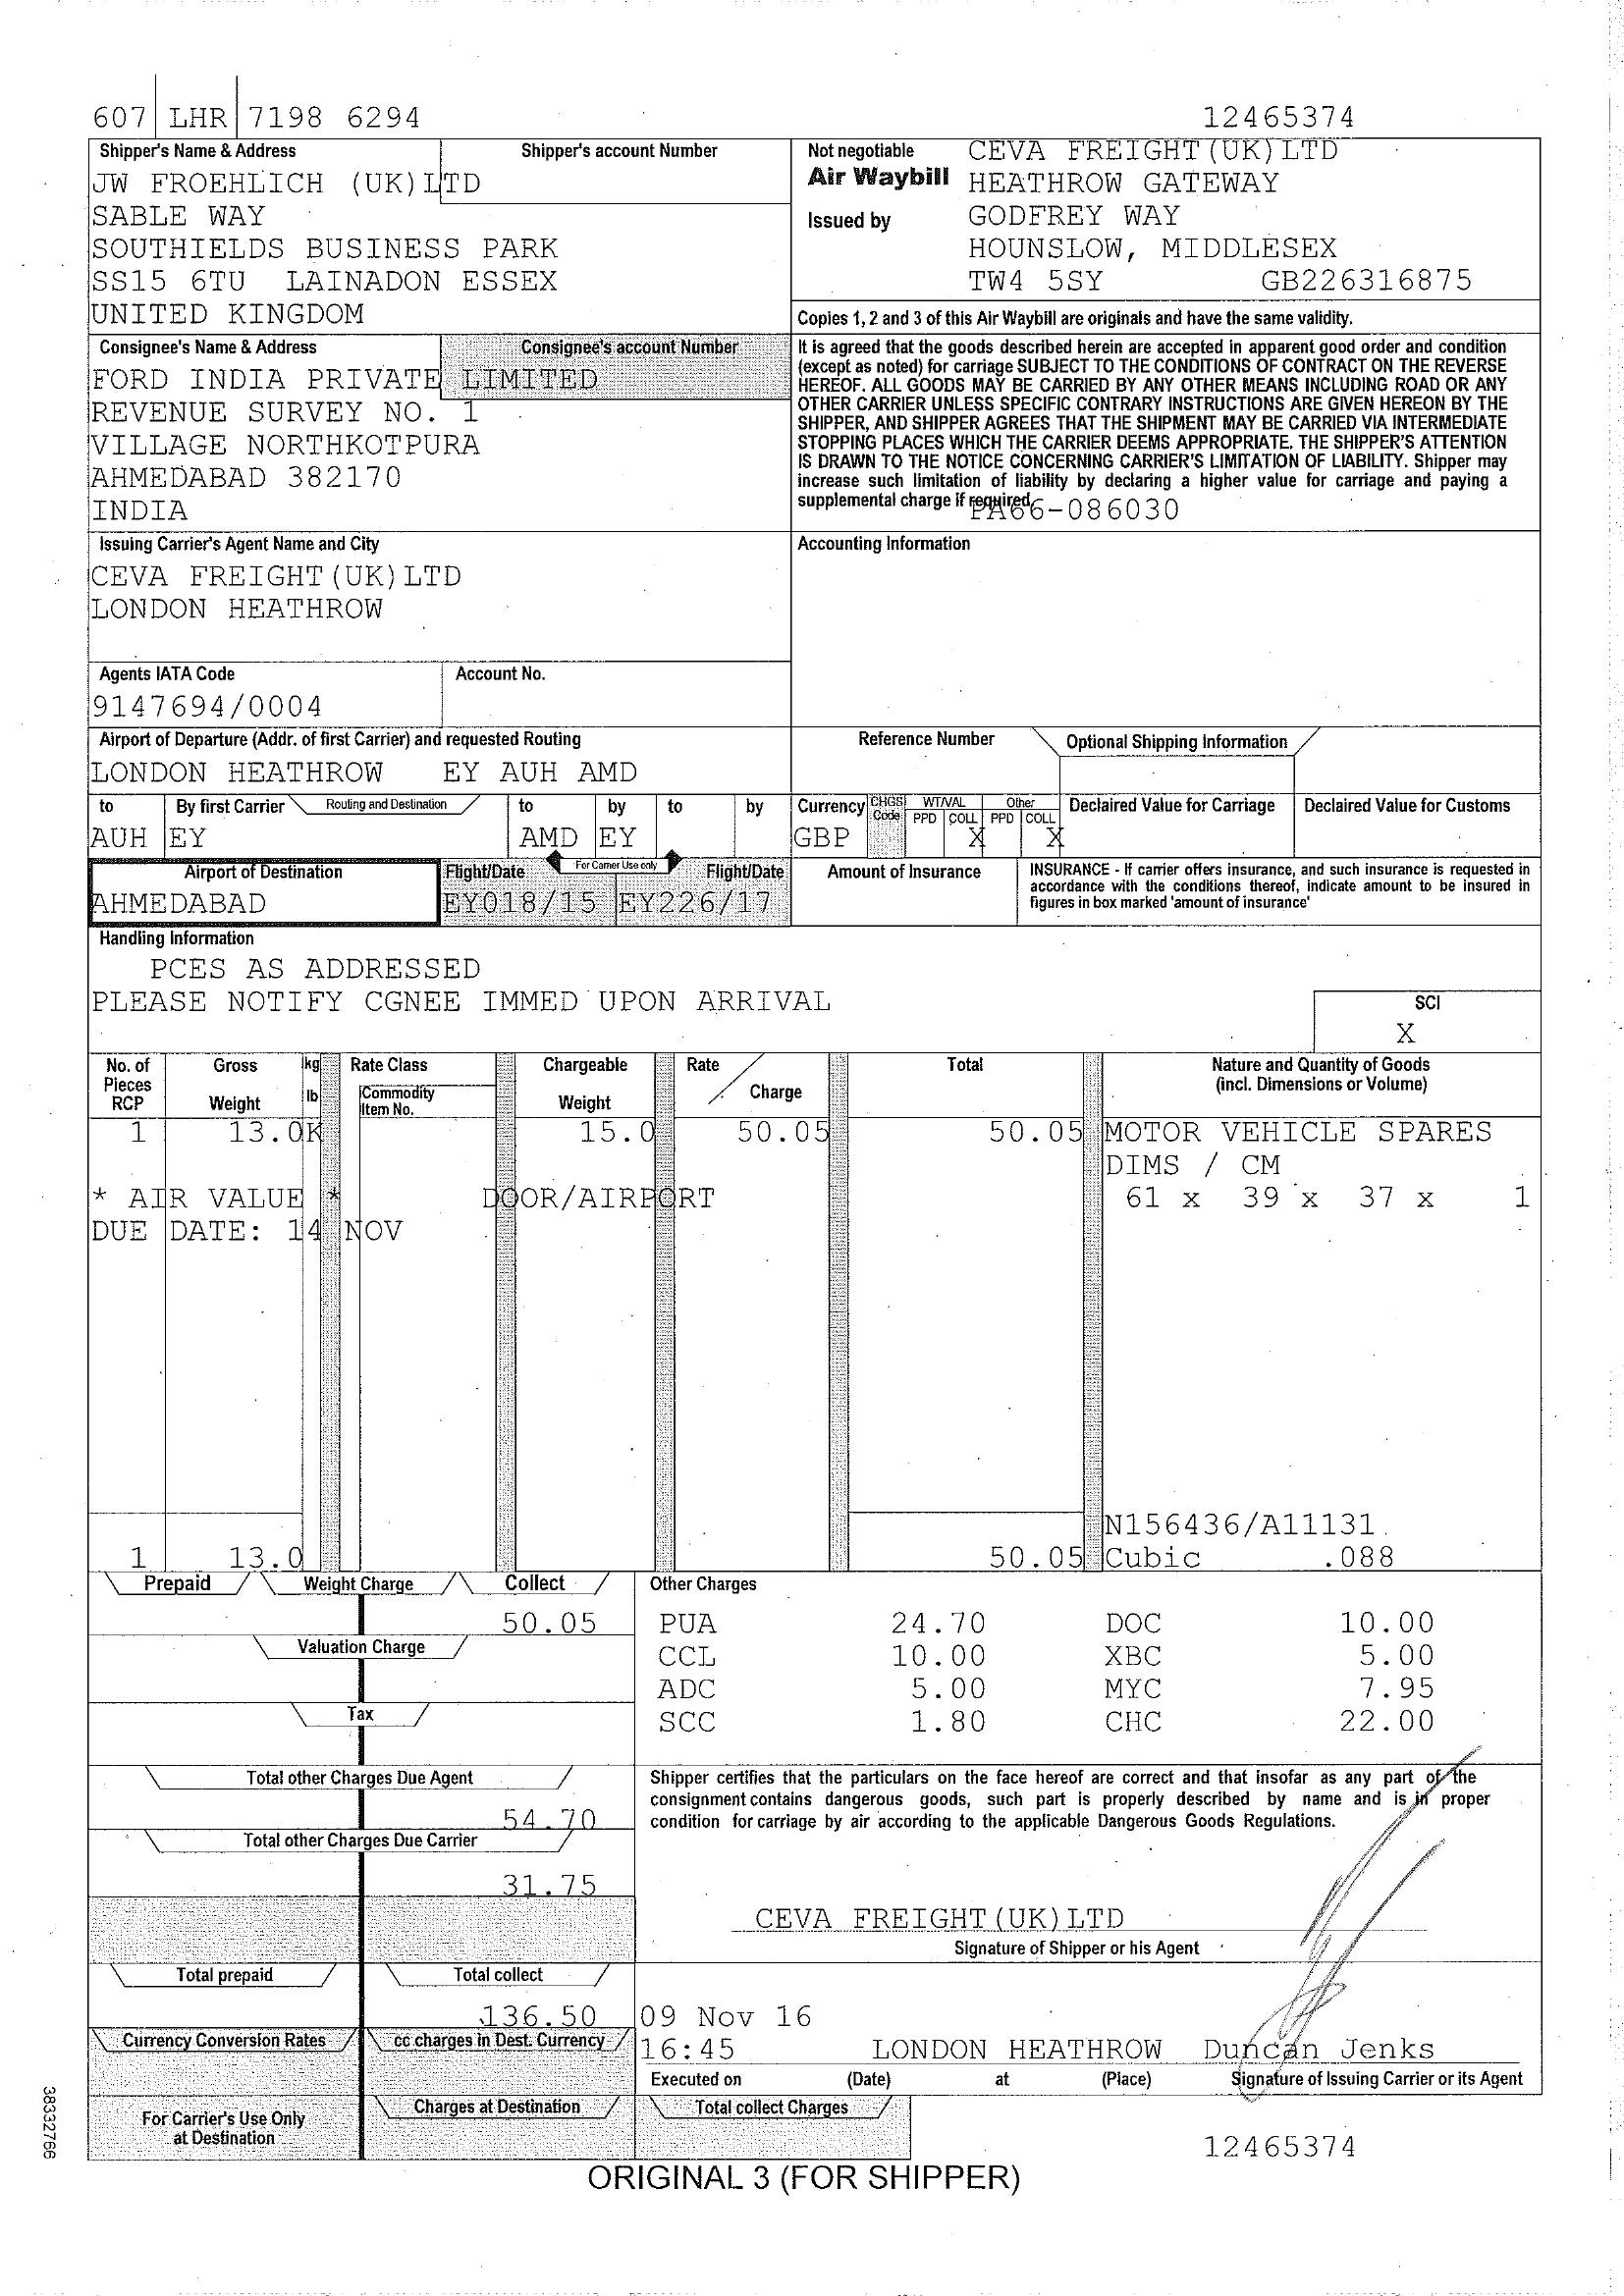 607 LHR 7198 6294 12465374
Shipper's Name & Address Shipper's account Number
JW FROEHLICH (UK)LTD
SABLE WAY
SOUTHIELDS BUSINESS PARK
SS15 6TU LAINADON ESSEX
UNITED KINGDOM
Not negotiable
Air Waybill
Issued by
CEVA FREIGHT(UK)LTD
HEATHROW GATEWAY
GODFREY WAY
HOUNSLOW, MIDDLESEX
TW4 5SY GB226316875
Copies 1, 2 and 3 of this Air Waybill are originals and have the same validity.
Consignee's Name & Address Consignee's account Number
FORD INDIA PRIVATE LIMITED
REVENUE SURVEY NO. 1
VILLAGE NORTHKOTPURA
AHMEDABAD 382170
INDIA
It is agreed that the goods described herein are accepted in apparent good order and condition
(except as noted) for carriage SUBJECT TO THE CONDITIONS OF CONTRACT ON THE REVERSE
HEREOF. ALL GOODS MAY BE CARRIED BY ANY OTHER MEANS INCLUDING ROAD OR ANY
OTHER CARRIER UNLESS SPECIFIC CONTRARY INSTRUCTIONS ARE GIVEN HEREON BY THE
SHIPPER, AND SHIPPER AGREES THAT THE SHIPMENT MAY BE CARRIED VIA INTERMEDIATE
STOPPING PLACES WHICH THE CARRIER DEEMS APPROPRIATE. THE SHIPPER'S ATTENTION
IS DRAWN TO THE NOTICE CONCERNING CARRIER'S LIMITATION OF LIABILITY. Shipper may
increase such limitation of liability by declaring a higher value for carriage and paying a
supplemental charge if required.
PA66-086030
Issuing Carrier's Agent Name and City
CEVA FREIGHT(UK)LTD
LONDON HEATHROW
Accounting Information
Agents IATA Code Account No.
9147694/0004
Airport of Departure (Addr. of first Carrier) and requested Routing
LONDON HEATHROW EY AUH AMD
Reference Number Optional Shipping Information
to By first Carrier Routing and Destination to by to by
AUH EY AMD EY
Currency CHGS Code WT/VAL PPD COLL Other PPD COLL Declaired Value for Carriage Declaired Value for Customs
GBP X X
Airport of Destination Flight/Date For Carrier Use only Flight/Date
AHMEDABAD EY018/15 EY226/17
Amount of Insurance
INSURANCE - If carrier offers insurance, and such insurance is requested in
accordance with the conditions thereof, indicate amount to be insured in
figures in box marked 'amount of insurance'
Handling Information
PCES AS ADDRESSED
PLEASE NOTIFY CGNEE IMMED UPON ARRIVAL
SCI
X
No. of Pieces RCP Gross Weight kg lb Rate Class Commodity Item No. Chargeable Weight Rate / Charge Total Nature and Quantity of Goods (incl. Dimensions or Volume)
1 13.0K 15.0 50.05 50.05 MOTOR VEHICLE SPARES
DIMS / CM
* AIR VALUE * DOOR/AIRPORT 61 x 39 x 37 x 1
DUE DATE: 14 NOV
N156436/A11131
1 13.0 50.05 Cubic .088
Prepaid Weight Charge Collect
50.05
Valuation Charge
Tax
Other Charges
PUA 24.70 DOC 10.00
CCL 10.00 XBC 5.00
ADC 5.00 MYC 7.95
SCC 1.80 CHC 22.00
Total other Charges Due Agent
54.70
Total other Charges Due Carrier
31.75
Shipper certifies that the particulars on the face hereof are correct and that insofar as any part of the
consignment contains dangerous goods, such part is properly described by name and is in proper
condition for carriage by air according to the applicable Dangerous Goods Regulations.
CEVA FREIGHT(UK)LTD
Signature of Shipper or his Agent
Total prepaid Total collect
136.50
09 Nov 16
16:45 LONDON HEATHROW Duncan Jenks
Currency Conversion Rates cc charges in Dest. Currency
Executed on (Date) at (Place) Signature of Issuing Carrier or its Agent
For Carrier's Use Only
at Destination
Charges at Destination Total collect Charges
12465374
38332766
ORIGINAL 3 (FOR SHIPPER)